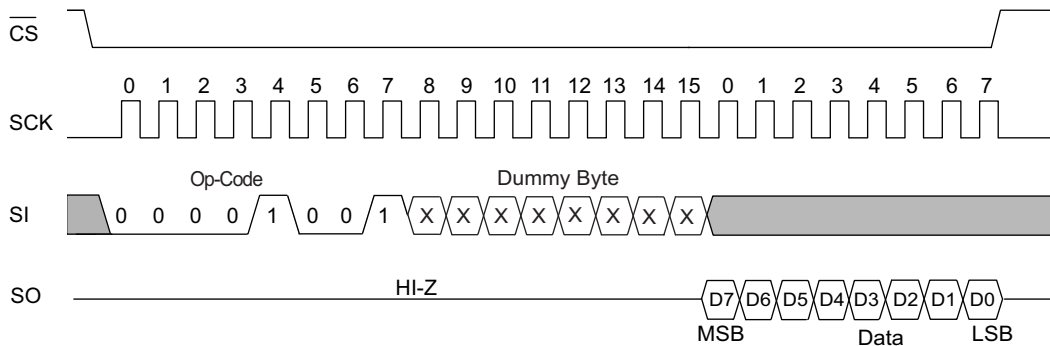 CS
0 1 2 3 4 5 6 7 8 9 10 11 12 13 14 15 0 1 2 3 4 5 6 7
SCK
Op-Code Dummy Byte
SI 0 0 0 0 1 0 0 1 X X X X X X X X
HI-Z
SO D7 D6 D5 D4 D3 D2 D1 D0
MSB Data LSB